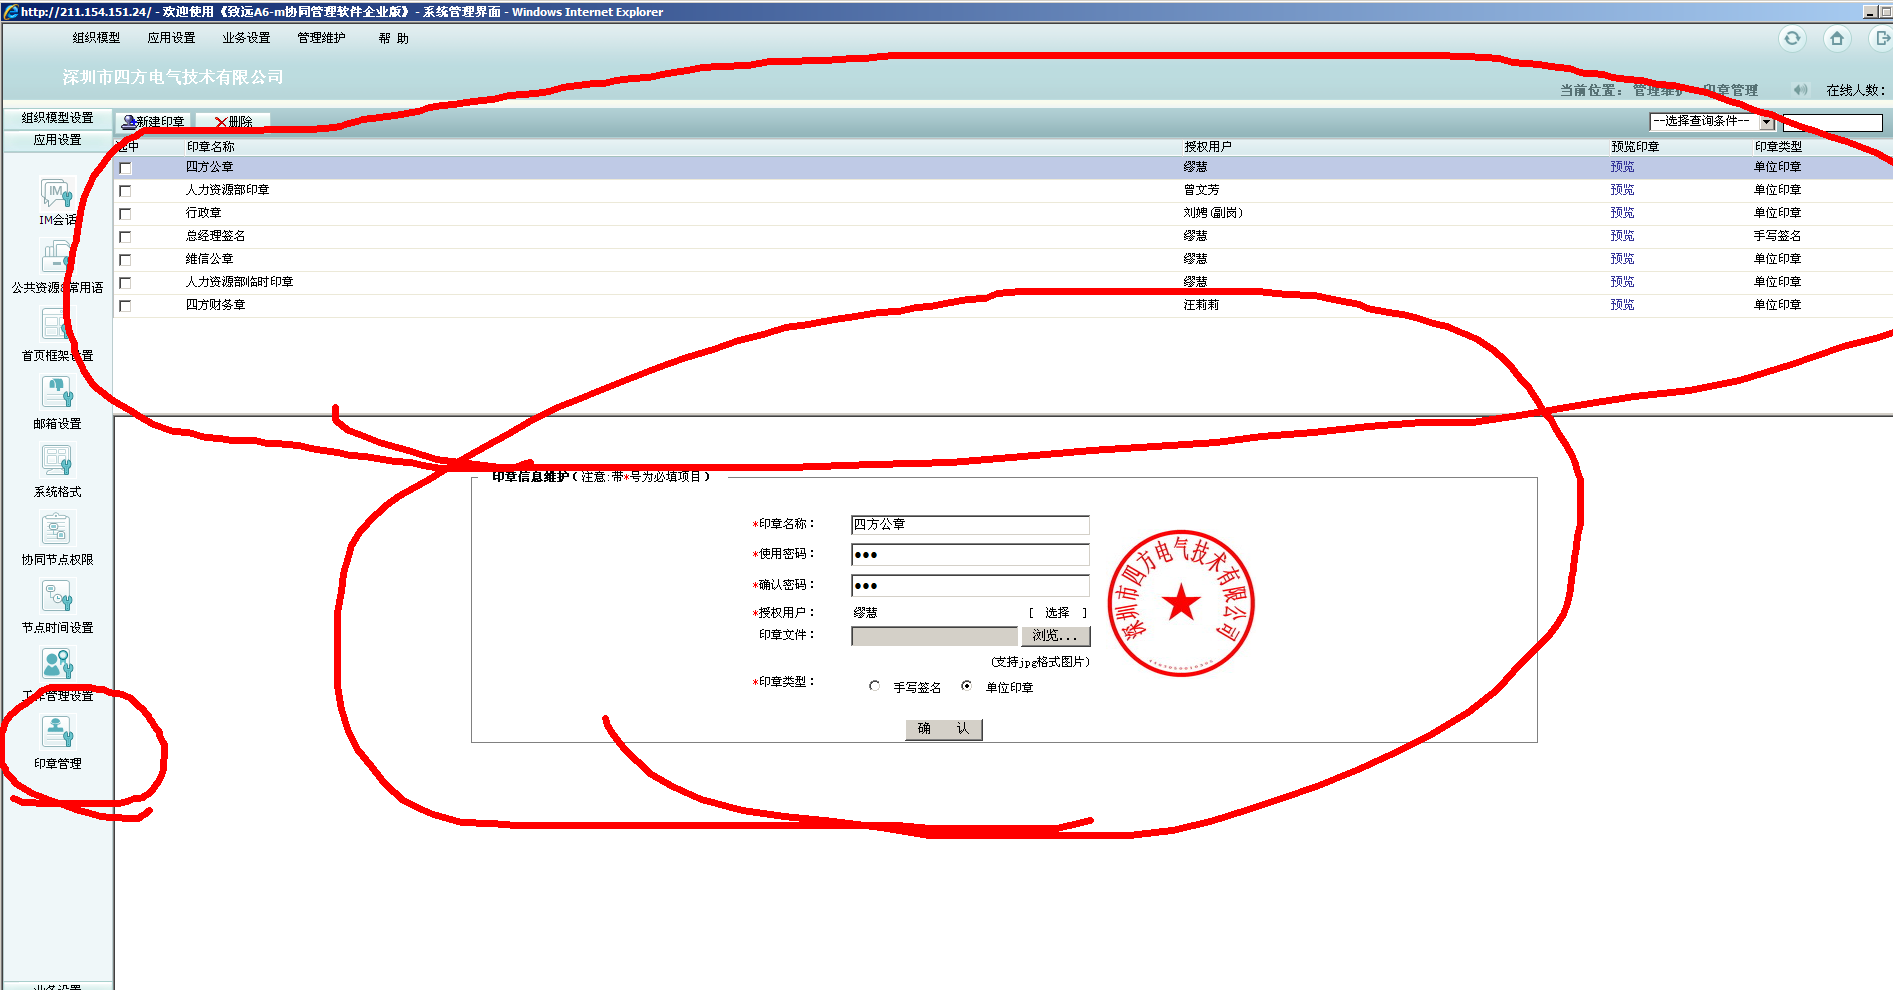 http://211.154.151.24/ - 欢迎使用《致远A6-m协同管理软件企业版》 - 系统管理界面 - Windows Internet Explorer
组织模型 应用设置 业务设置 管理维护 帮 助
深圳市四方电气技术有限公司
当前位置： 管理维护 印章管理 在线人数：
组织模型设置
应用设置
新建印章 删除 --选择查询条件--
选中 印章名称 授权用户 预览印章 印章类型
四方公章 缪慧 预览 单位印章
人力资源部印章 曾文芳 预览 单位印章
行政章 刘娉(副岗) 预览 单位印章
总经理签名 缪慧 预览 手写签名
维信公章 缪慧 预览 单位印章
人力资源部临时印章 缪慧 预览 单位印章
四方财务章 汪莉莉 预览 单位印章
IM
IM会话
公共资源&常用语
首页框架设置
邮箱设置
系统格式
协同节点权限
节点时间设置
工作管理设置
印章管理
业务设置
印章信息维护(注意:带*号为必填项目)
*印章名称： 四方公章
*使用密码： ●●●
*确认密码： ●●●
*授权用户： 缪慧 [ 选择 ]
印章文件： 浏览...
(支持jpg格式图片)
*印章类型： 手写签名 单位印章
确 认
深圳市四方电气技术有限公司